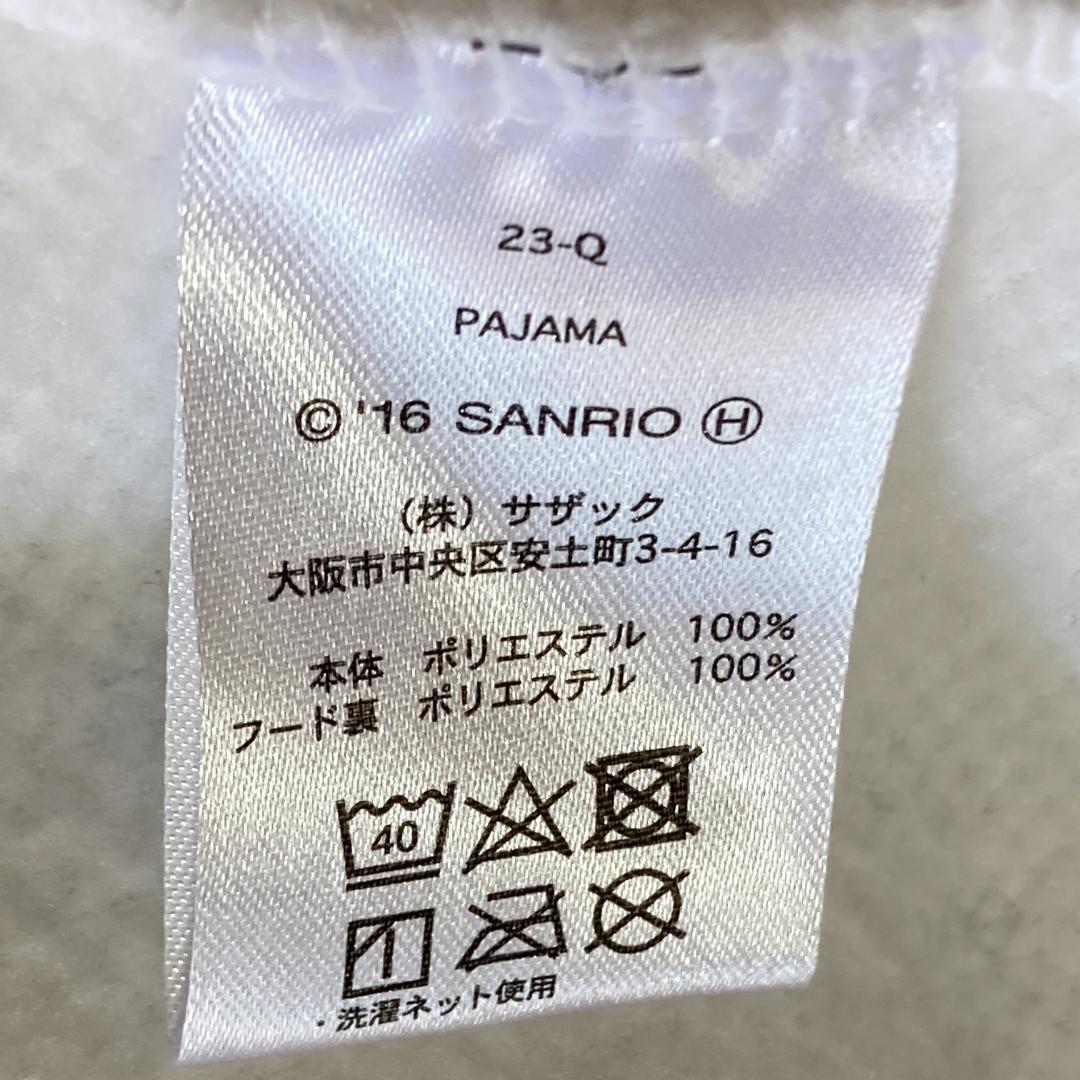 23-Q
PAJAMA
© '16 SANRIO Ⓗ
（株）サザック
大阪市中央区安土町3-4-16
本体 ポリエステル 100%
フード裏 ポリエステル 100%
40
・洗濯ネット使用